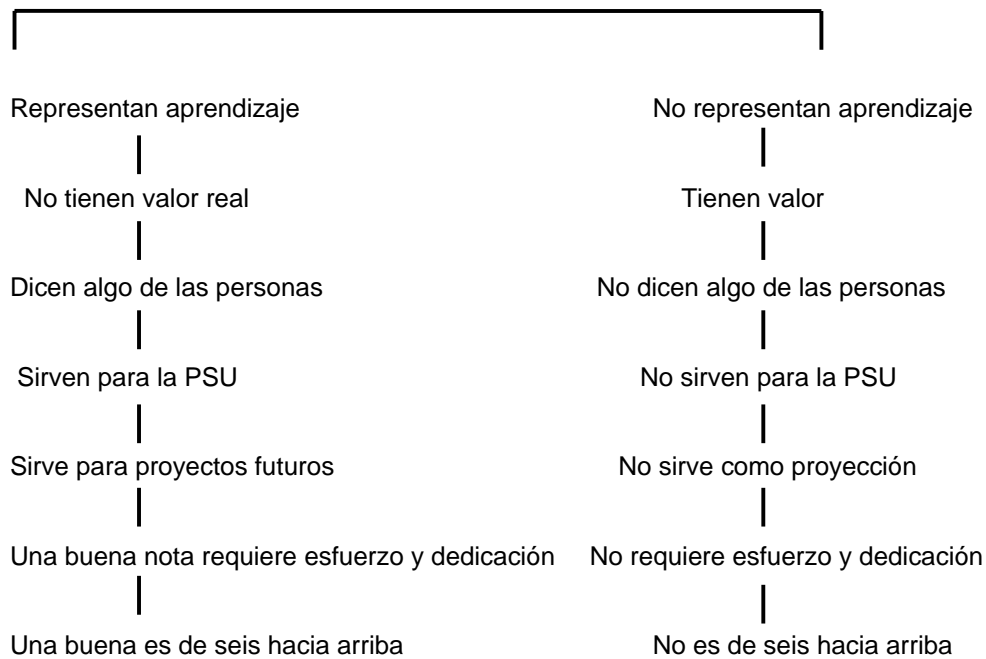 Representan aprendizaje No representan aprendizaje
No tienen valor real Tienen valor
Dicen algo de las personas No dicen algo de las personas
Sirven para la PSU No sirven para la PSU
Sirve para proyectos futuros No sirve como proyección
Una buena nota requiere esfuerzo y dedicación No requiere esfuerzo y dedicación
Una buena es de seis hacia arriba No es de seis hacia arriba